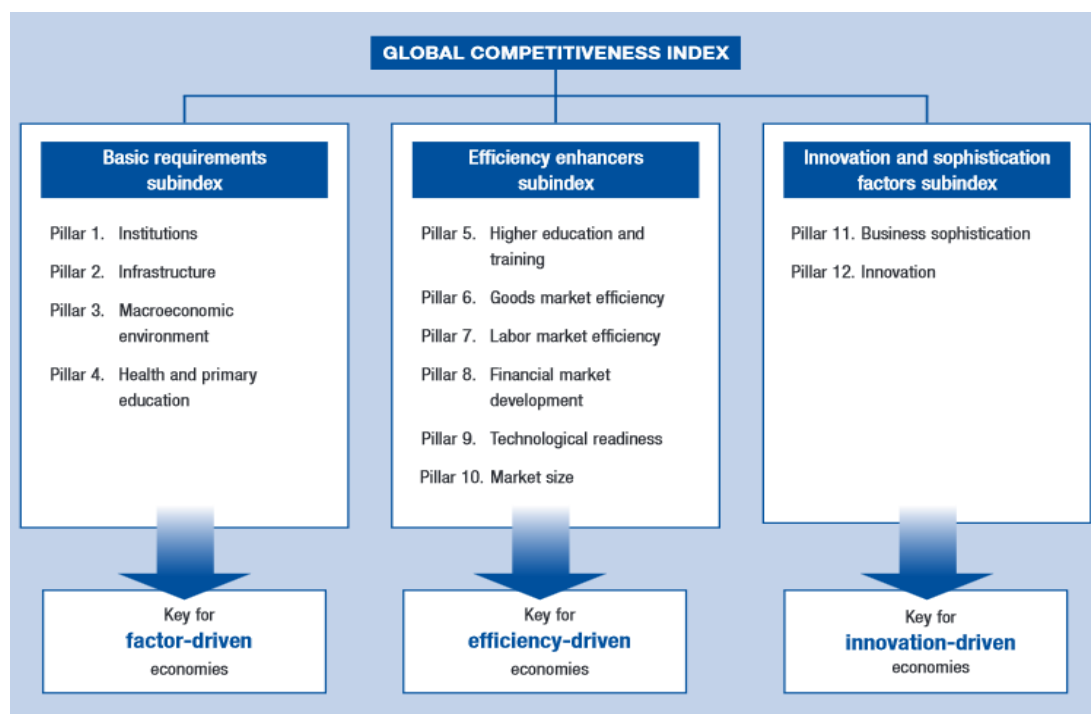 GLOBAL COMPETITIVENESS INDEX
Basic requirements
subindex
Pillar 1. Institutions
Pillar 2. Infrastructure
Pillar 3. Macroeconomic
environment
Pillar 4. Health and primary
education
Key for
factor-driven
economies
Efficiency enhancers
subindex
Pillar 5. Higher education and
training
Pillar 6. Goods market efficiency
Pillar 7. Labor market efficiency
Pillar 8. Financial market
development
Pillar 9. Technological readiness
Pillar 10. Market size
Key for
efficiency-driven
economies
Innovation and sophistication
factors subindex
Pillar 11. Business sophistication
Pillar 12. Innovation
Key for
innovation-driven
economies